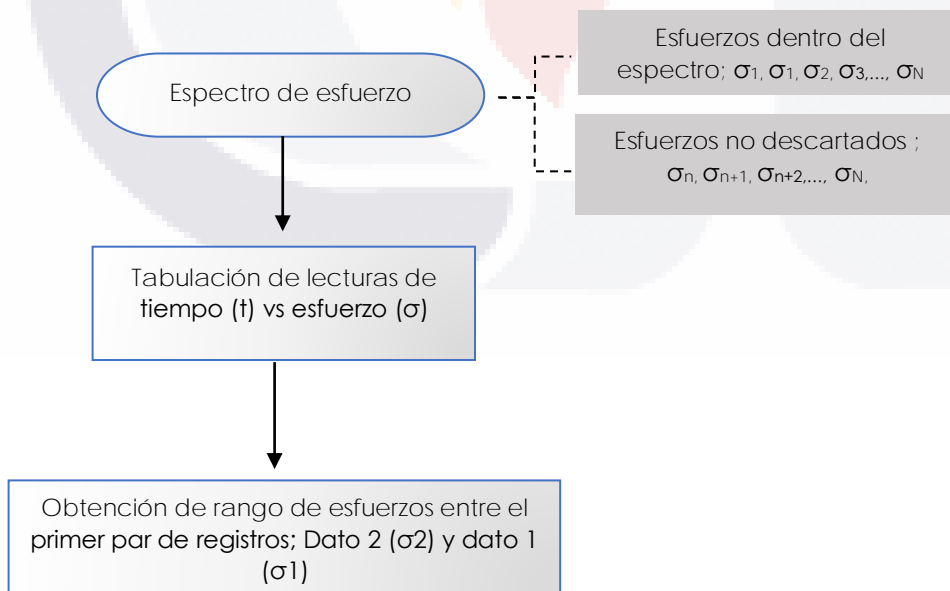 Esfuerzos dentro del
espectro; σ1, σ1, σ2, σ3,..., σN
Espectro de esfuerzo
Esfuerzos no descartados ;
σn, σn+1, σn+2,..., σN,
Tabulación de lecturas de
tiempo (t) vs esfuerzo (σ)
Obtención de rango de esfuerzos entre el
primer par de registros; Dato 2 (σ2) y dato 1
(σ1)